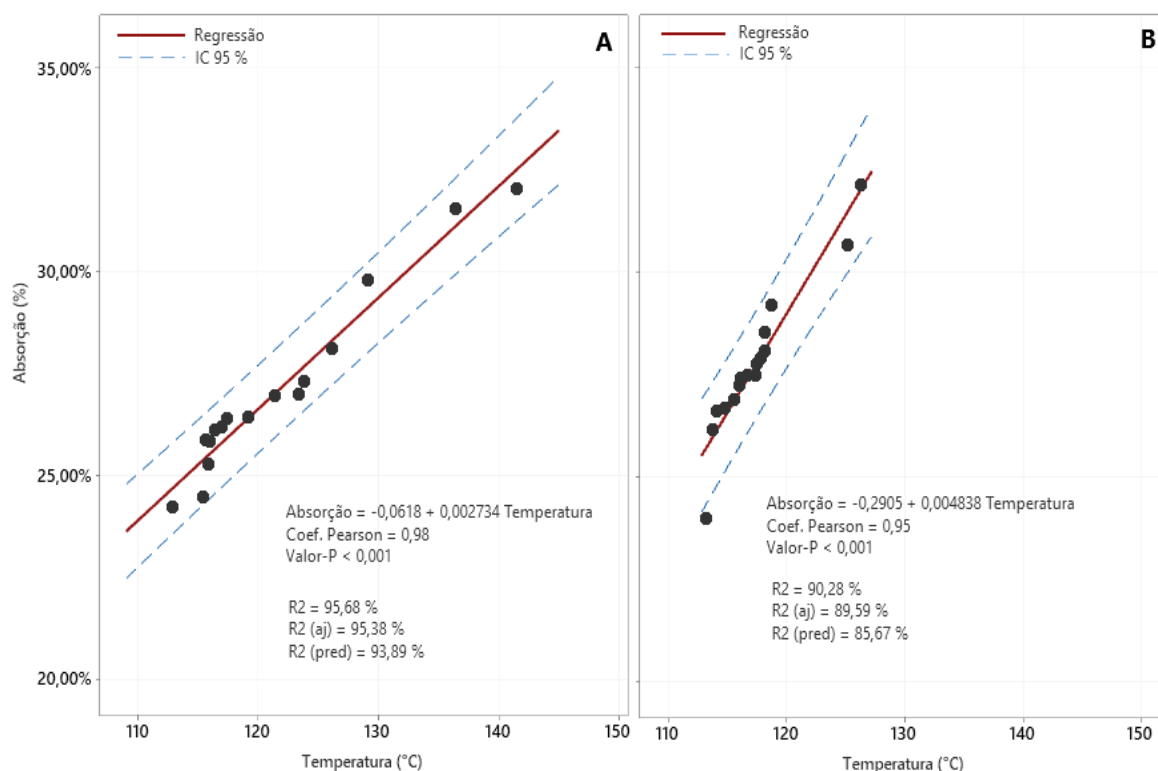 Regressão
IC 95 %
A
Absorção (%)
35,00%
30,00%
25,00%
20,00%
Absorção = -0,0618 + 0,002734 Temperatura
Coef. Pearson = 0,98
Valor-P < 0,001
R2 = 95,68 %
R2 (aj) = 95,38 %
R2 (pred) = 93,89 %
110 120 130 140 150
Temperatura (°C)
Regressão
IC 95 %
B
Absorção = -0,2905 + 0,004838 Temperatura
Coef. Pearson = 0,95
Valor-P < 0,001
R2 = 90,28 %
R2 (aj) = 89,59 %
R2 (pred) = 85,67 %
110 120 130 140 150
Temperatura (°C)